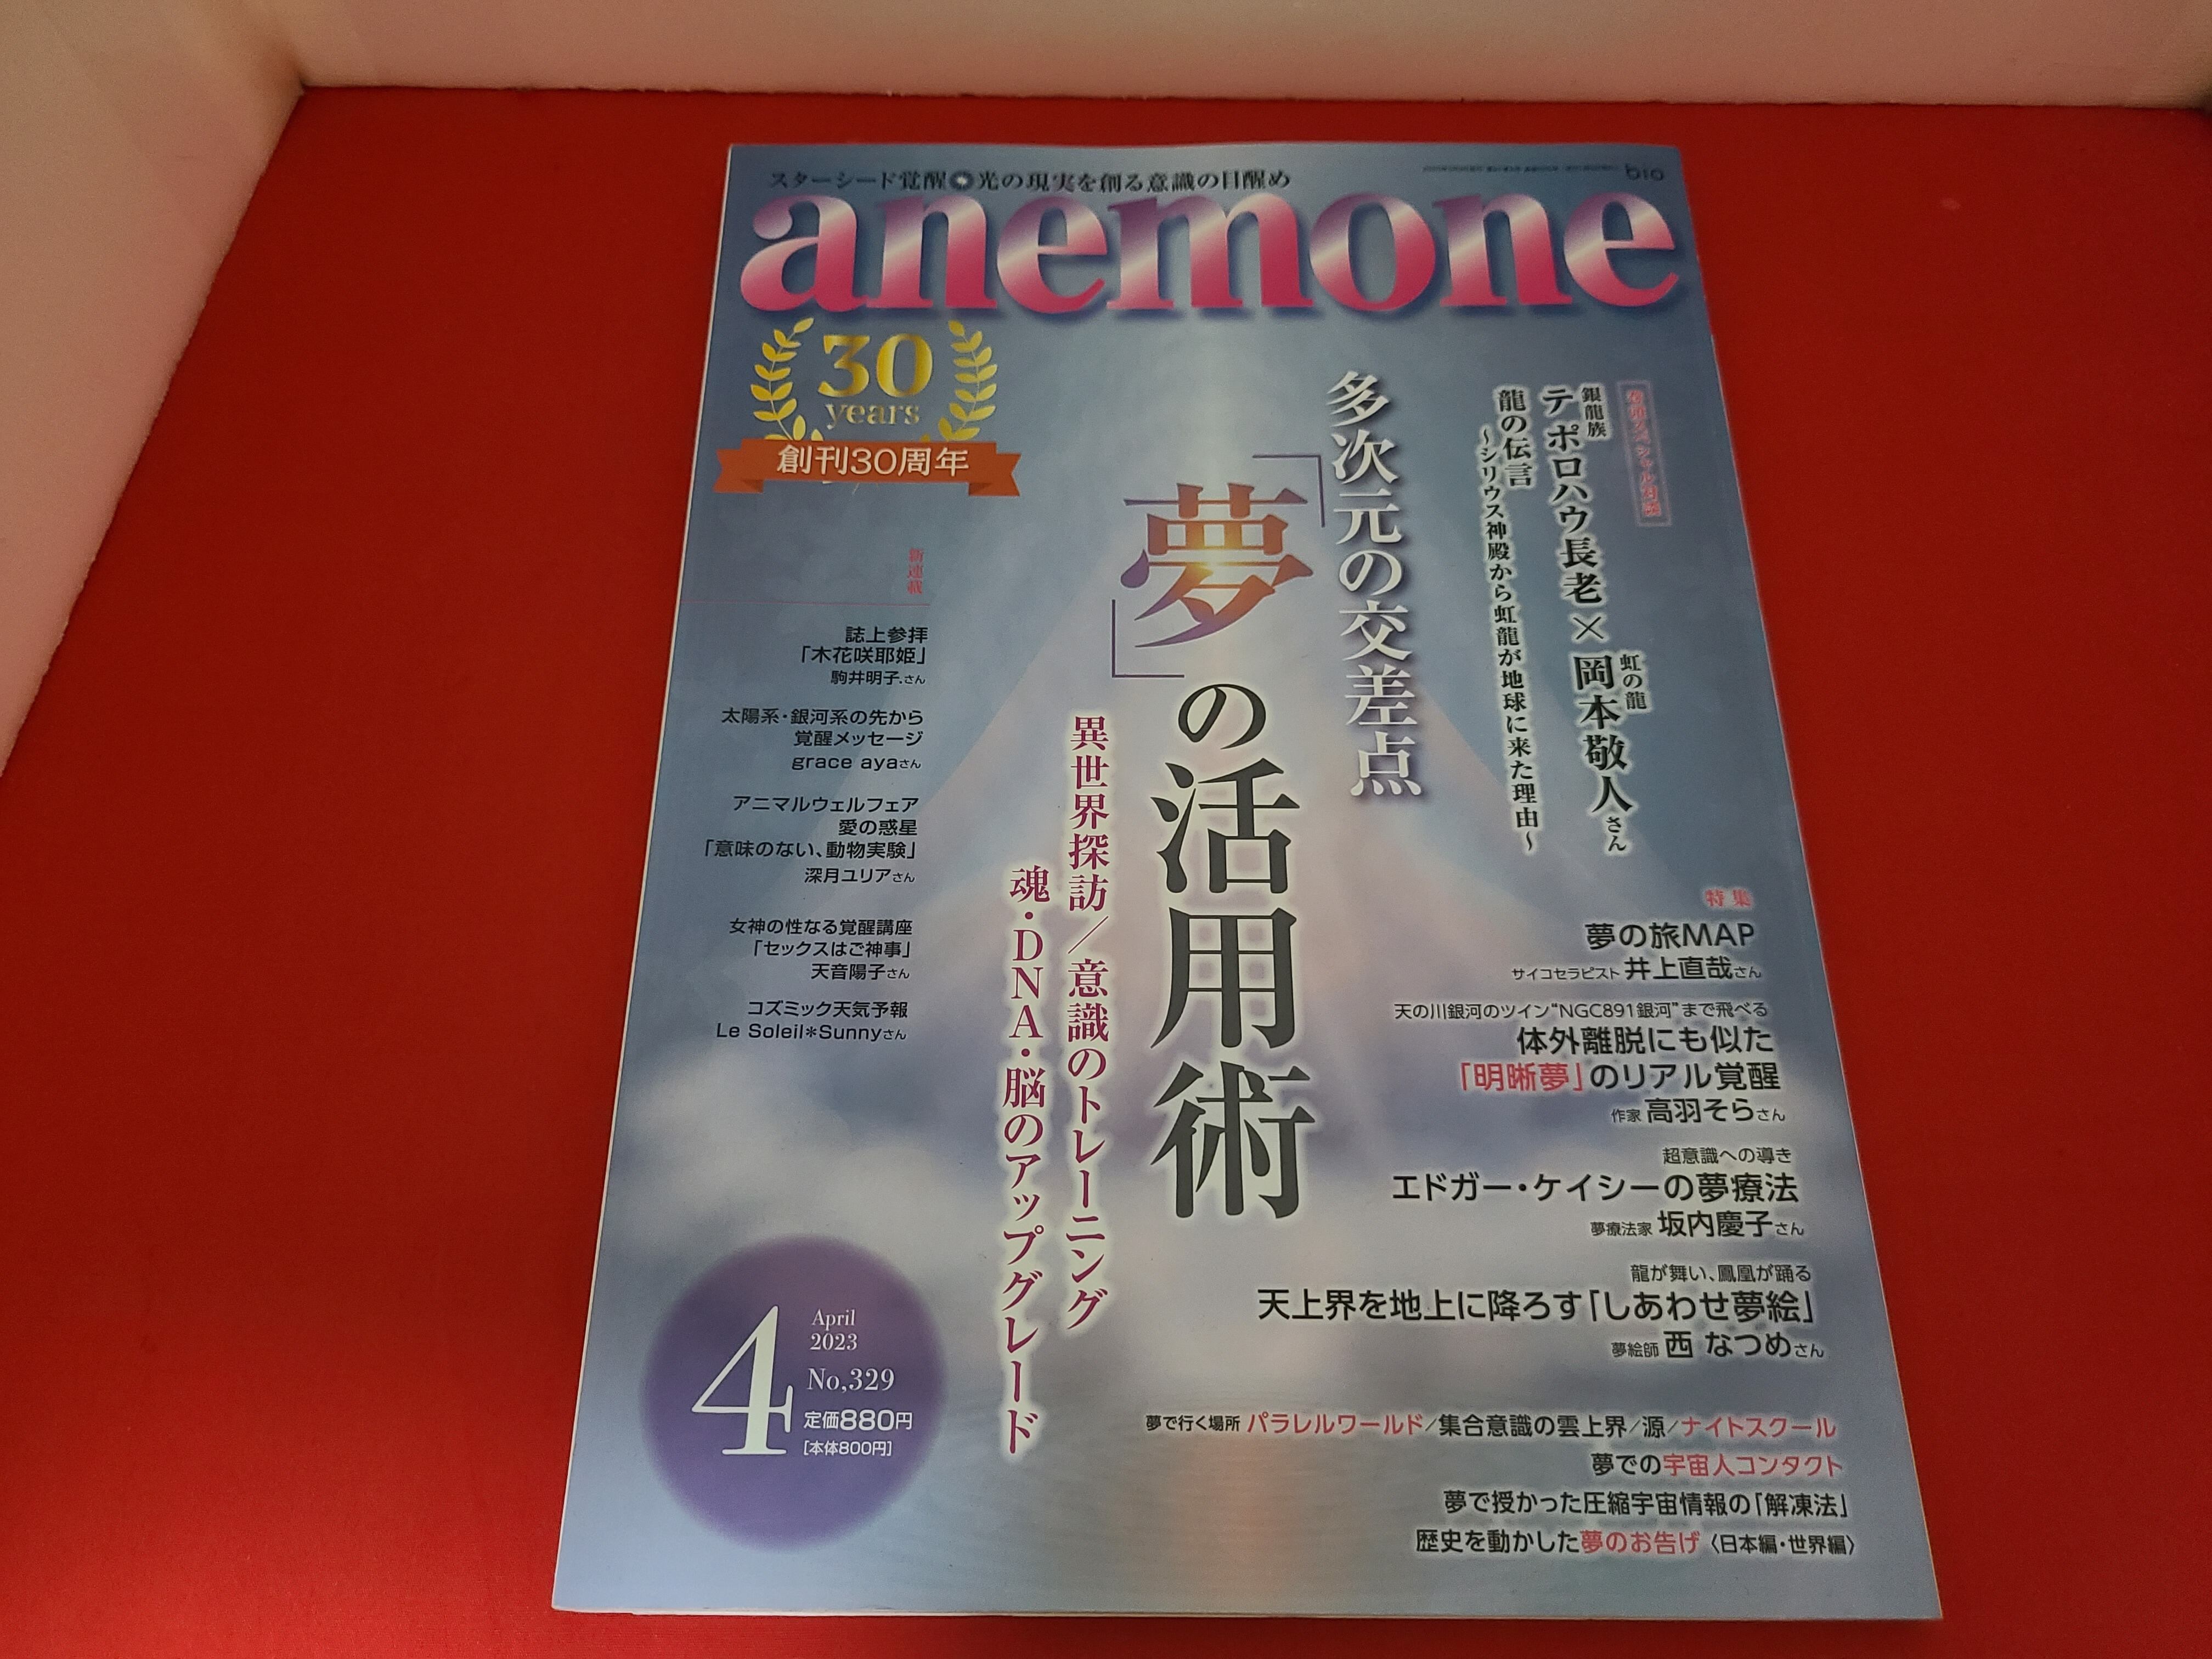 スターシード覚醒 光の現実を創る意識の目醒め
bio
anemone
30
years
創刊30周年
銀龍族
テポロハウ長老×虹の龍 岡本敬人さん
龍の伝言
~シリウス神殿から虹龍が地球に来た理由~
多次元の交差点
「夢」の活用術
異世界探訪/意識のトレーニング
魂・DNA・脳のアップグレード
新連載
誌上参拝
「木花咲耶姫」
駒井明子.さん
太陽系・銀河系の先から
覚醒メッセージ
grace ayaさん
アニマルウェルフェア
愛の惑星
「意味のない、動物実験」
深月ユリアさん
女神の性なる覚醒講座
「セックスはご神事」
天音陽子さん
コズミック天気予報
Le Soleil*Sunnyさん
特集
夢の旅MAP
サイコセラピスト 井上直哉さん
天の川銀河のツイン“NGC891銀河”まで飛べる
体外離脱にも似た
「明晰夢」のリアル覚醒
作家 高羽そらさん
超意識への導き
エドガー・ケイシーの夢療法
夢療法家 坂内慶子さん
龍が舞い、鳳凰が踊る
天上界を地上に降ろす「しあわせ夢絵」
夢絵師 西 なつめさん
夢で行く場所 パラレルワールド/集合意識の雲上界/源/ナイトスクール
夢での宇宙人コンタクト
夢で授かった圧縮宇宙情報の「解凍法」
歴史を動かした夢のお告げ〈日本編・世界編〉
4
April
2023
No,329
定価880円
[本体800円]